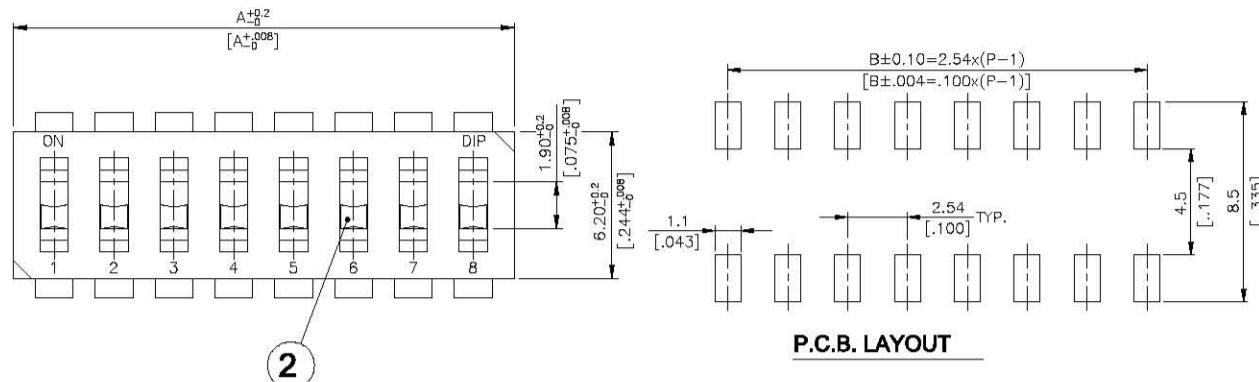 A+0.2 -0
[A+.008 -0]
ON
DIP
1 2 3 4 5 6 7 8
1.90+0.2 -0
[.075+.008 -0]
6.20+0.2 -0
[.244+.008 -0]
2
B±0.10=2.54x(P-1)
[B±.004=.100x(P-1)]
1.1
[.043]
2.54
[.100]
TYP.
4.5
[.177]
8.5
[.335]
P.C.B. LAYOUT